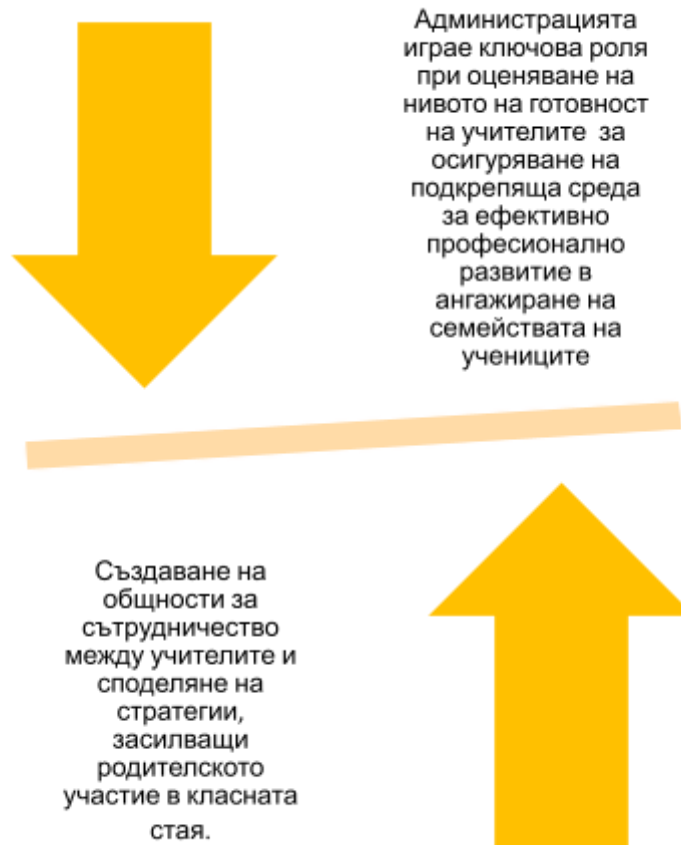 Администрацията
играе ключова роля
при оценяване на
нивото на готовност
на учителите за
осигуряване на
подкрепяща среда
за ефективно
професионално
развитие в
ангажиране на
семействата на
учениците
Създаване на
общности за
сътрудничество
между учителите и
споделяне на
стратегии,
засилващи
родителското
участие в класната
стая.